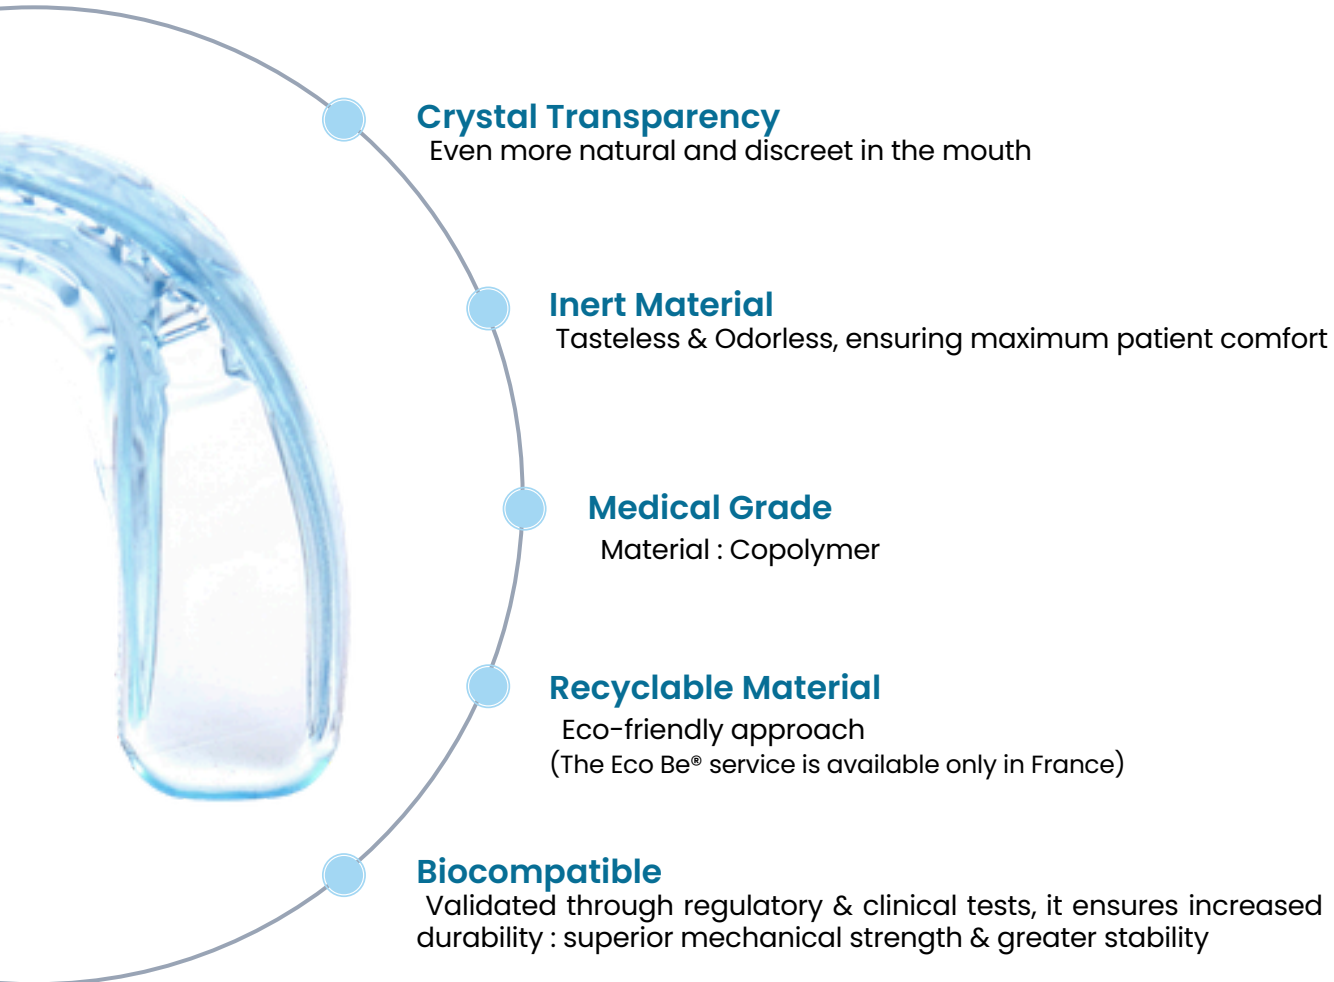 Crystal Transparency
Even more natural and discreet in the mouth
Inert Material
Tasteless & Odorless, ensuring maximum patient comfort
Medical Grade
Material : Copolymer
Recyclable Material
Eco-friendly approach
(The Eco Be® service is available only in France)
Biocompatible
Validated through regulatory & clinical tests, it ensures increased
durability : superior mechanical strength & greater stability